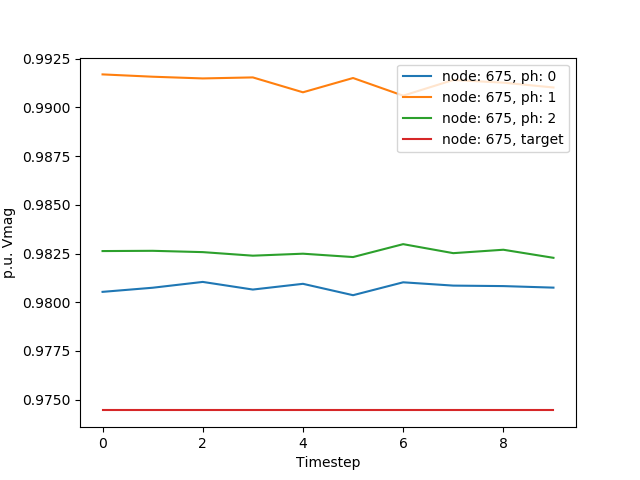 0.9925
0.9900
0.9875
0.9850
0.9825
0.9800
0.9775
0.9750
p.u. Vmag
0 2 4 6 8
Timestep
node: 675, ph: 0
node: 675, ph: 1
node: 675, ph: 2
node: 675, target